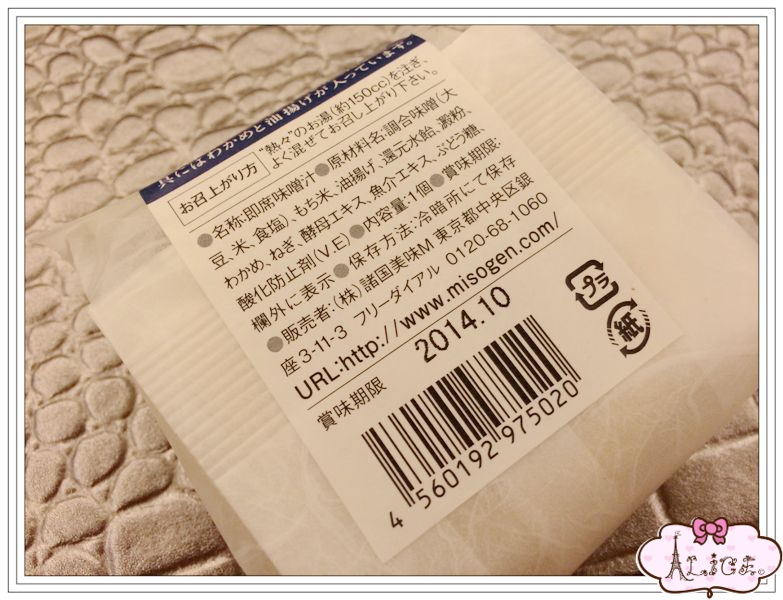 具にはわかめと油揚げが入っています。
お召上がり方
"熱々"のお湯(約150cc)を注ぎ、
よく混ぜてお召し上がり下さい。
●名称:即席味噌汁●原材料名:調合味噌(大
豆、米、食塩)、もち米、油揚げ、還元水飴、澱粉、
わかめ、ねぎ、酵母エキス、魚介エキス、ぶどう糖、
酸化防止剤(V.E)●内容量:1個●賞味期限:
欄外に表示●保存方法:冷暗所にて保存
●販売者:(株)諸国美味M 東京都中央区銀
座3-11-3 フリーダイアル 0120-68-1060
URL:http://www.misogen.com/
賞味期限
2014.10
4 560192 975020
プラ
紙
ALICE